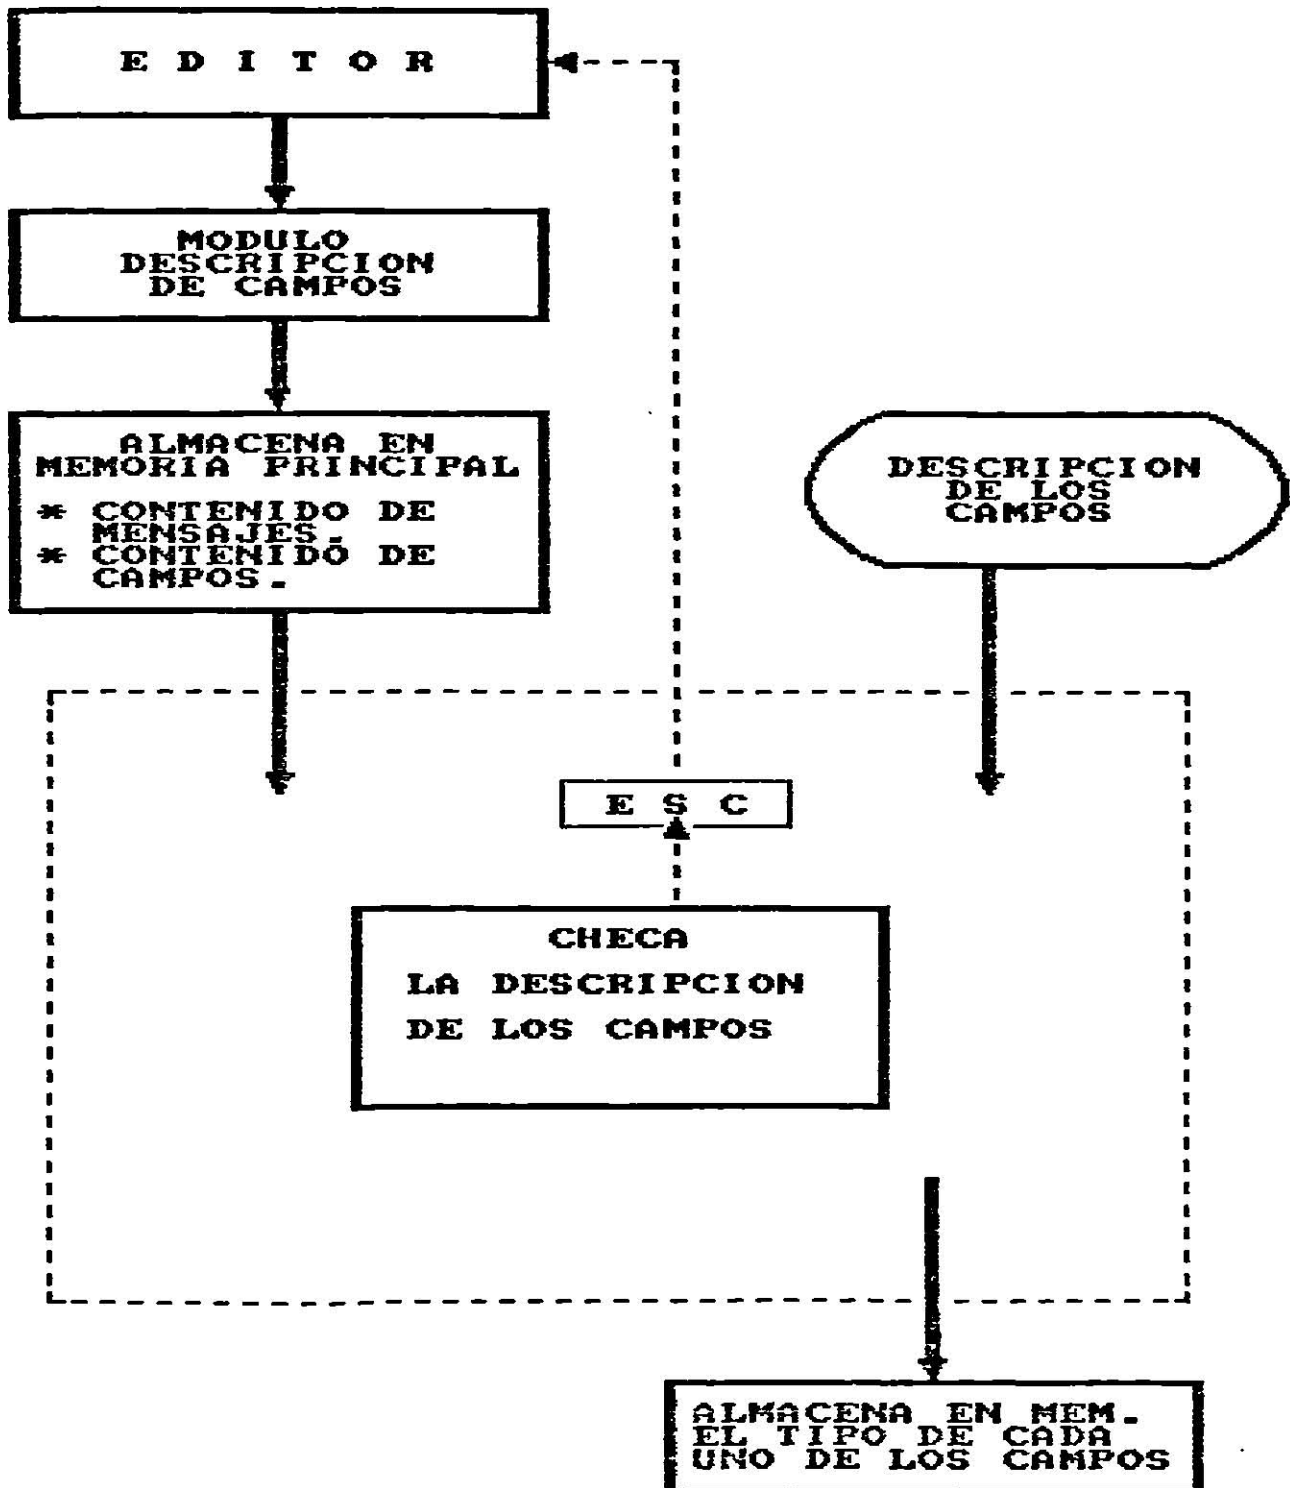 E D I T O R
MODULO
DESCRIPCION
DE CAMPOS
ALMACENA EN
MEMORIA PRINCIPAL
* CONTENIDO DE
MENSAJES.
* CONTENIDO DE
CAMPOS.
DESCRIPCION
DE LOS
CAMPOS
E S C
CHECA
LA DESCRIPCION
DE LOS CAMPOS
ALMACENA EN MEM.
EL TIPO DE CADA
UNO DE LOS CAMPOS